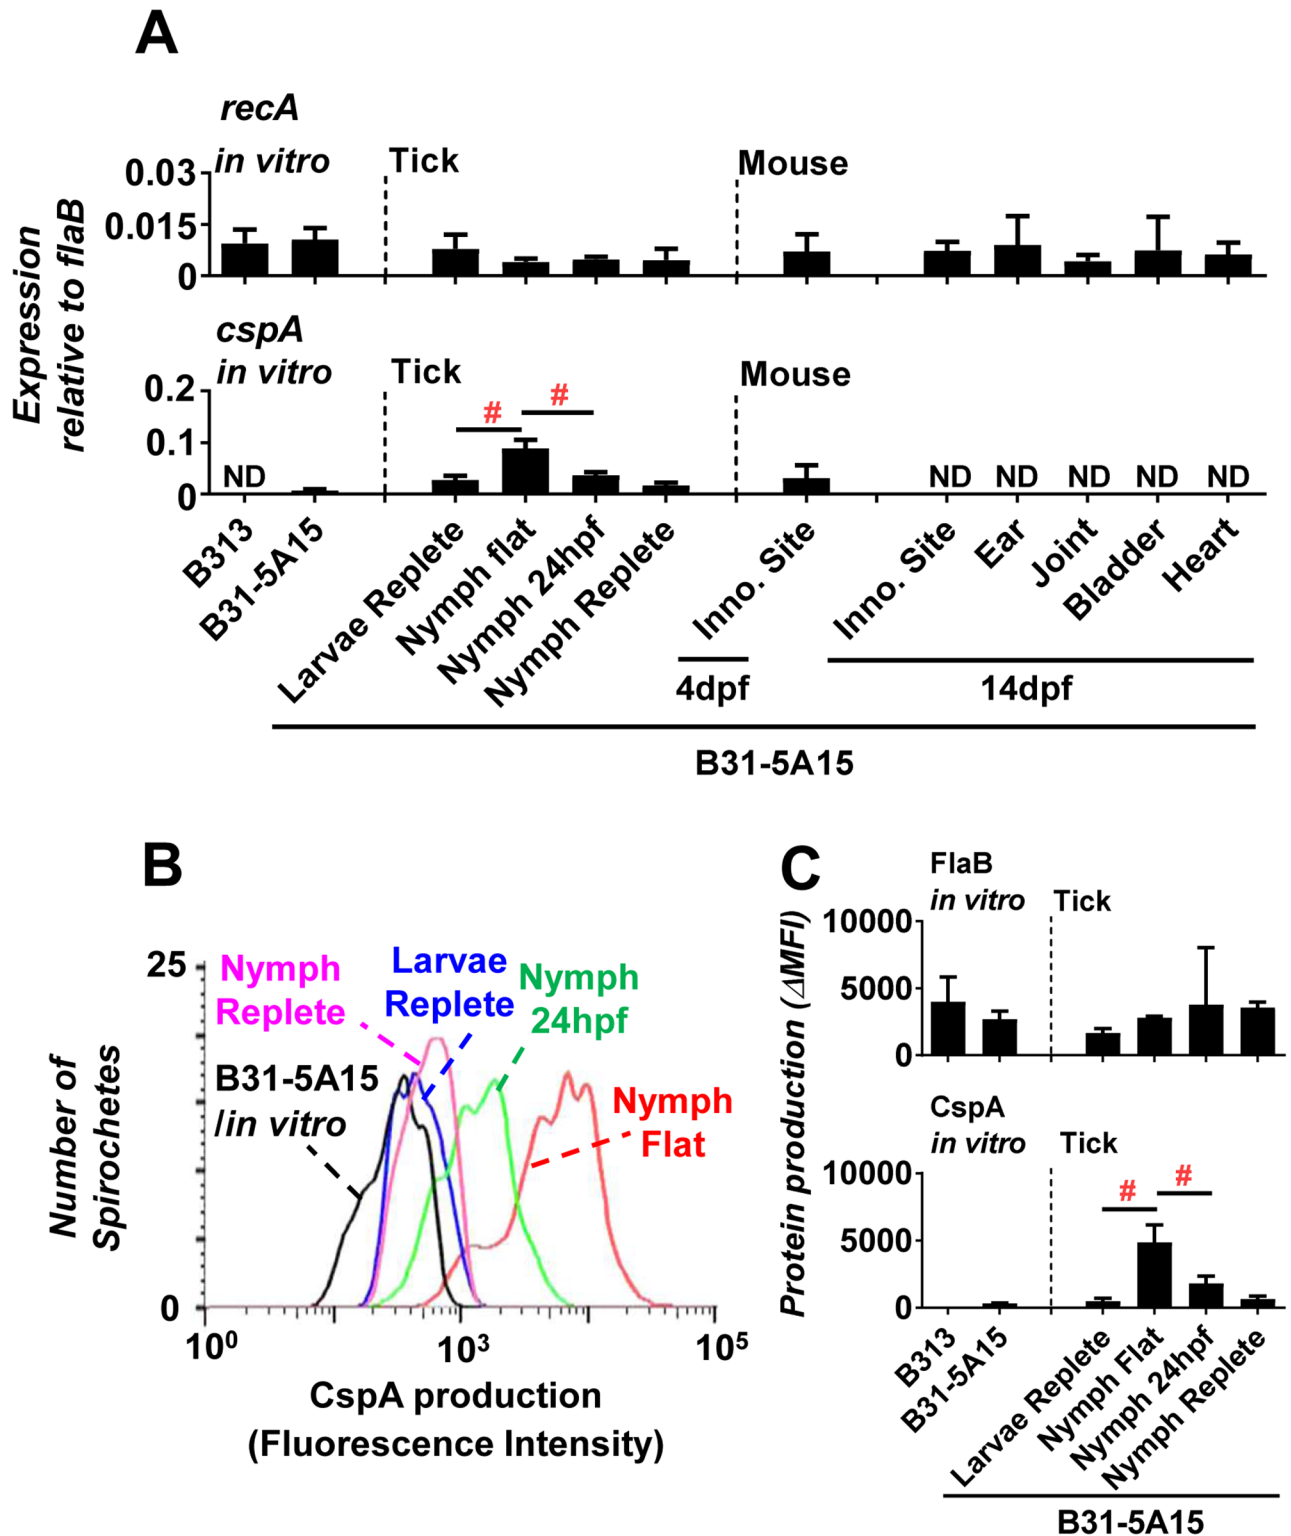 A
recA
in vitro
Tick
Mouse
0.03
0.015
0
Expression
relative to flaB
cspA
in vitro
Tick
Mouse
0.2
0.1
0
# #
ND ND ND ND ND ND
B313
B31-5A15
Larvae Replete
Nymph flat
Nymph 24hpf
Nymph Replete
Inno. Site
Inno. Site
Ear
Joint
Bladder
Heart
4dpf
14dpf
B31-5A15
B
25
0
Number of
Spirochetes
Nymph
Replete
Larvae
Replete
Nymph
24hpf
B31-5A15
/in vitro
Nymph
Flat
10⁰ 10³ 10⁵
CspA production
(Fluorescence Intensity)
C
FlaB
in vitro
Tick
10000
5000
0
Protein production (ΔMFI)
CspA
in vitro
Tick
10000
5000
0
# #
B313
B31-5A15
Larvae Replete
Nymph Flat
Nymph 24hpf
Nymph Replete
B31-5A15